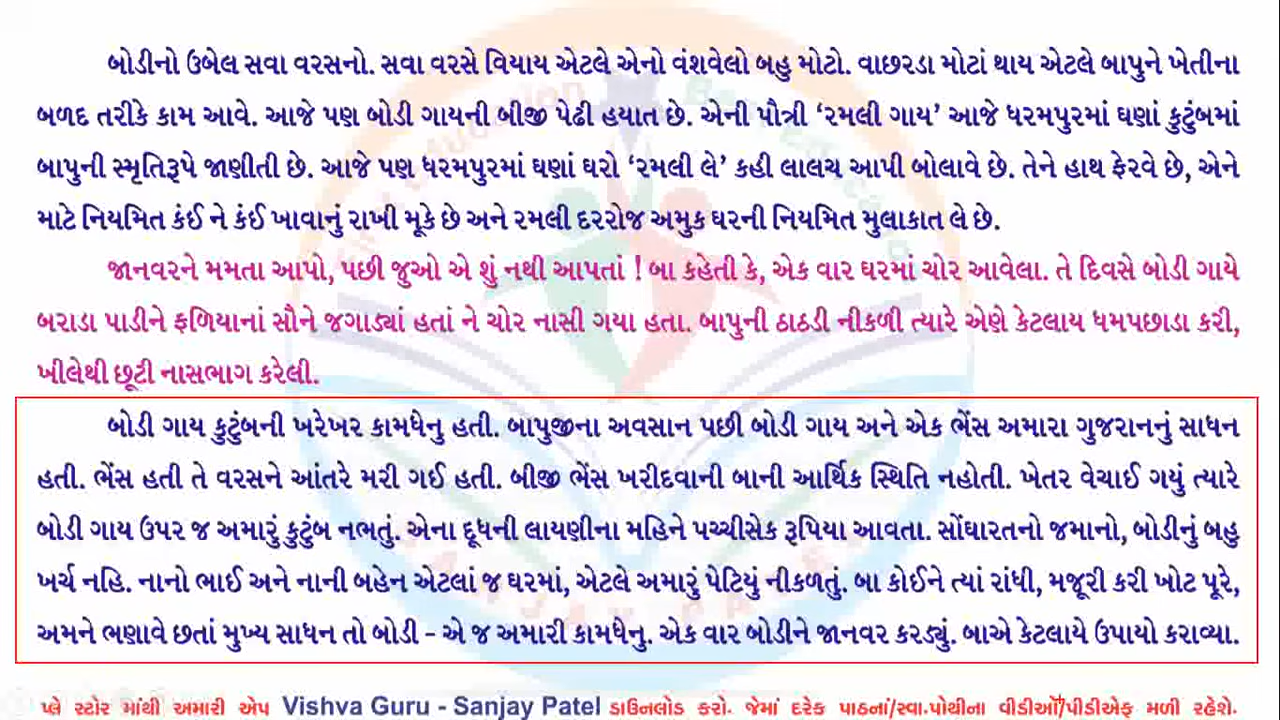 બોડીનો ઉબેલ સવા વરસનો. સવા વરસે વિયાય એટલે એનો વંશવેલો બહુ મોટો. વાછરડા મોટાં થાય એટલે બાપુને ખેતીના
બળદ તરીકે કામ આવે. આજે પણ બોડી ગાયની બીજી પેઢી હયાત છે. એની પૌત્રી ‘રમલી ગાય’ આજે ધરમપુરમાં ઘણાં કુટુંબમાં
બાપુની સ્મૃતિરૂપે જાણીતી છે. આજે પણ ધરમપુરમાં ઘણાં ઘરો ‘રમલી લે’ કહી લાલચ આપી બોલાવે છે. તેને હાથ ફેરવે છે, એને
માટે નિયમિત કંઈ ને કંઈ ખાવાનું રાખી મૂકે છે અને રમલી દરરોજ અમુક ઘરની નિયમિત મુલાકાત લે છે.
જાનવરને મમતા આપો, પછી જુઓ એ શું નથી આપતાં ! બા કહેતી કે, એક વાર ઘરમાં ચોર આવેલા. તે દિવસે બોડી ગાયે
બરાડા પાડીને ફળિયાનાં સૌને જગાડ્યાં હતાં ને ચોર નાસી ગયા હતા. બાપુની ઠાઠડી નીકળી ત્યારે એણે કેટલાય ધમપછાડા કરી,
ખીલેથી છૂટી નાસભાગ કરેલી.
બોડી ગાય કુટુંબની ખરેખર કામધેનુ હતી. બાપુજીના અવસાન પછી બોડી ગાય અને એક ભેંસ અમારા ગુજરાનનું સાધન
હતી. ભેંસ હતી તે વરસને આંતરે મરી ગઈ હતી. બીજી ભેંસ ખરીદવાની બાની આર્થિક સ્થિતિ નહોતી. ખેતર વેચાઈ ગયું ત્યારે
બોડી ગાય ઉપર જ અમારું કુટુંબ નભતું. એના દૂધની લાયણીના મહિને પચ્ચીસેક રૂપિયા આવતા. સોંઘારતનો જમાનો, બોડીનું બહુ
ખર્ચ નહિ. નાનો ભાઈ અને નાની બહેન એટલાં જ ઘરમાં, એટલે અમારું પેટિયું નીકળતું. બા કોઈને ત્યાં રાંધી, મજૂરી કરી ખોટ પૂરે,
અમને ભણાવે છતાં મુખ્ય સાધન તો બોડી - એ જ અમારી કામધેનુ. એક વાર બોડીને જાનવર કરડ્યું. બાએ કેટલાયે ઉપાયો કરાવ્યા.
પ્લે સ્ટોર માંથી અમારી એપ Vishva Guru - Sanjay Patel ડાઉનલોડ કરો. જેમાં દરેક પાઠનાં/સ્વા.પોથીના વીડીઓ/પીડીએફ મળી રહેશે.